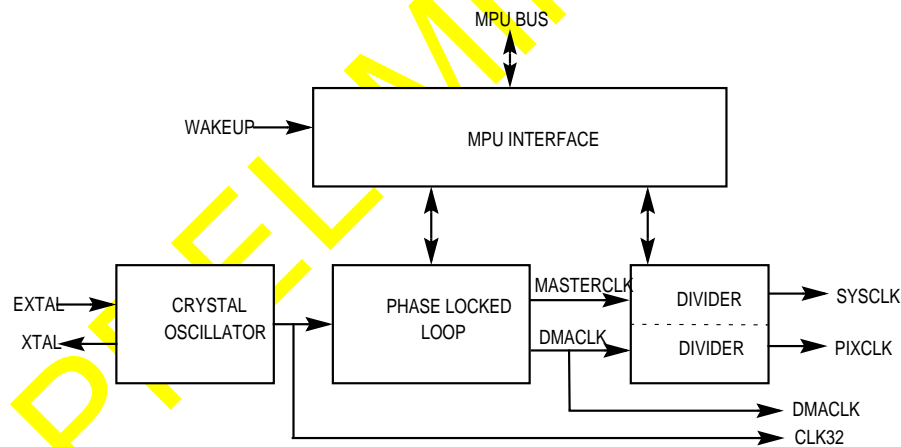 MPU BUS
WAKEUP
MPU INTERFACE
EXTAL
XTAL
CRYSTAL
OSCILLATOR
PHASE LOCKED
LOOP
MASTERCLK
DMACLK
DIVIDER
DIVIDER
SYSCLK
PIXCLK
DMACLK
CLK32